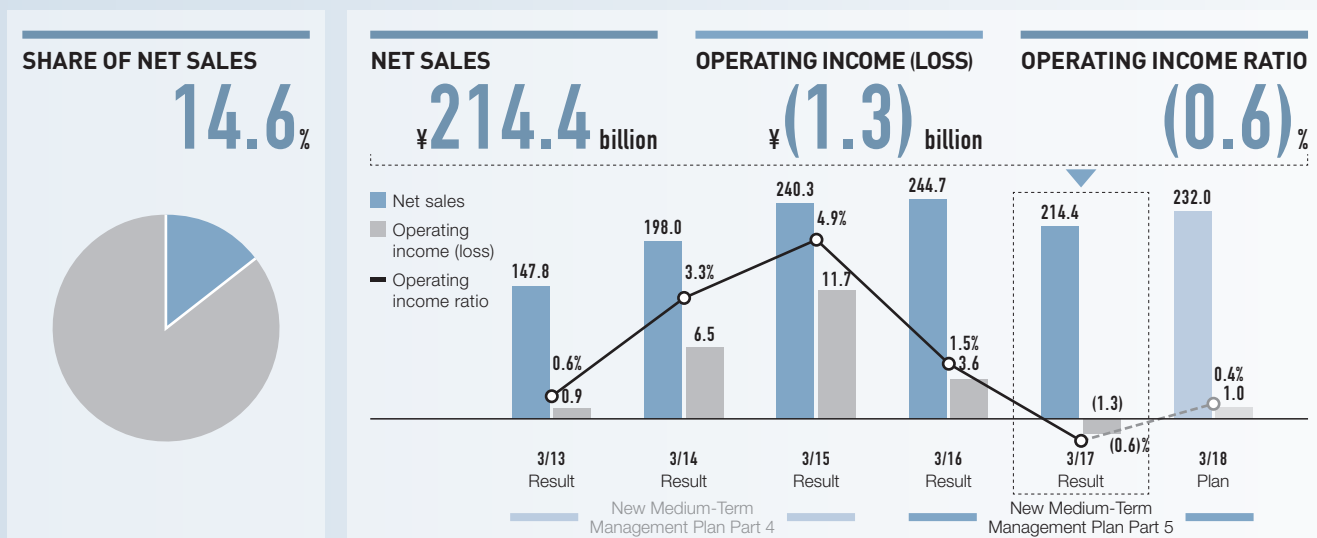 SHARE OF NET SALES
14.6%
NET SALES
¥214.4 billion
OPERATING INCOME (LOSS)
¥(1.3) billion
OPERATING INCOME RATIO
(0.6)%
Net sales
Operating
income (loss)
Operating
income ratio
147.8
0.6%
0.9
198.0
3.3%
6.5
240.3
4.9%
11.7
244.7
1.5%
3.6
214.4
(1.3)
(0.6)%
232.0
0.4%
1.0
3/13
Result
3/14
Result
3/15
Result
3/16
Result
3/17
Result
3/18
Plan
New Medium-Term
Management Plan Part 4
New Medium-Term
Management Plan Part 5